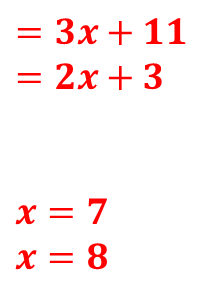 = 3x + 11
= 2x + 3
x = 7
x = 8